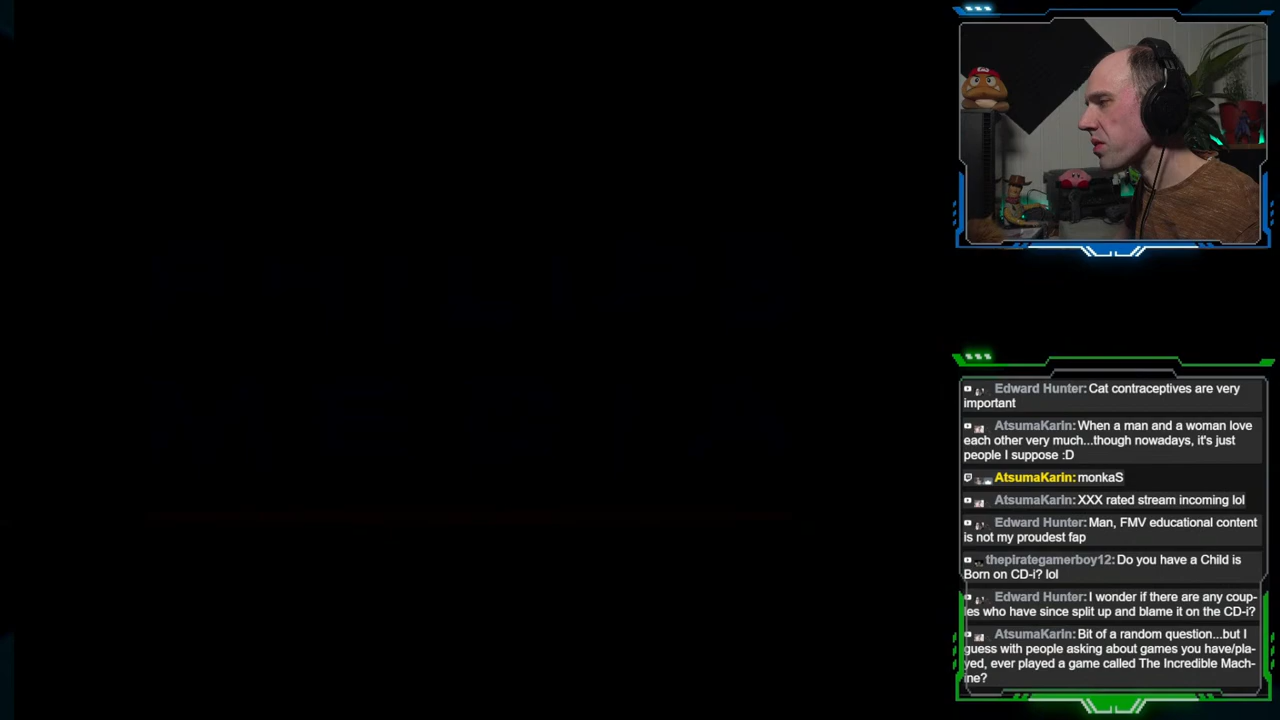 Edward Hunter: Cat contraceptives are very
important
AtsumaKarin: When a man and a woman love
each other very much...though nowadays, it's just
people I suppose :D
AtsumaKarin: monkaS
AtsumaKarin: XXX rated stream incoming lol
Edward Hunter: Man, FMV educational content
is not my proudest fap
thepirategamerboy12: Do you have a Child is
Born on CD-i? lol
Edward Hunter: I wonder if there are any coup-
les who have since split up and blame it on the CD-i?
AtsumaKarin: Bit of a random question...but I
guess with people asking about games you have/pla-
yed, ever played a game called The Incredible Mach-
ine?